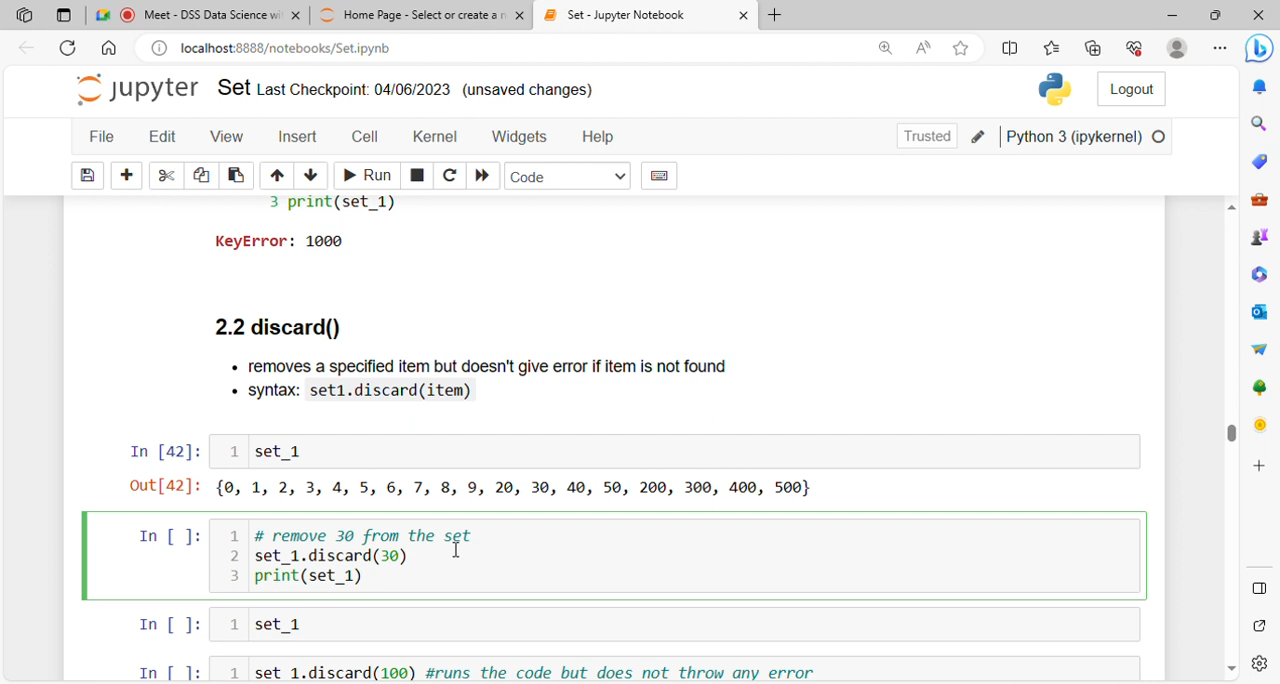 Meet - DSS Data Science wi
Home Page - Select or create a n
Set - Jupyter Notebook
localhost:8888/notebooks/Set.ipynb
jupyter Set Last Checkpoint: 04/06/2023 (unsaved changes)
Logout
File Edit View Insert Cell Kernel Widgets Help
Trusted
Python 3 (ipykernel)
Run
Code
3 print(set_1)
KeyError: 1000
2.2 discard()
• removes a specified item but doesn't give error if item is not found
• syntax: set1.discard(item)
In [42]: 1 set_1
Out[42]: {0, 1, 2, 3, 4, 5, 6, 7, 8, 9, 20, 30, 40, 50, 200, 300, 400, 500}
In [ ]: 1 # remove 30 from the set
2 set_1.discard(30)
3 print(set_1)
In [ ]: 1 set_1
In [ ]: 1 set_1.discard(100) #runs the code but does not throw any error